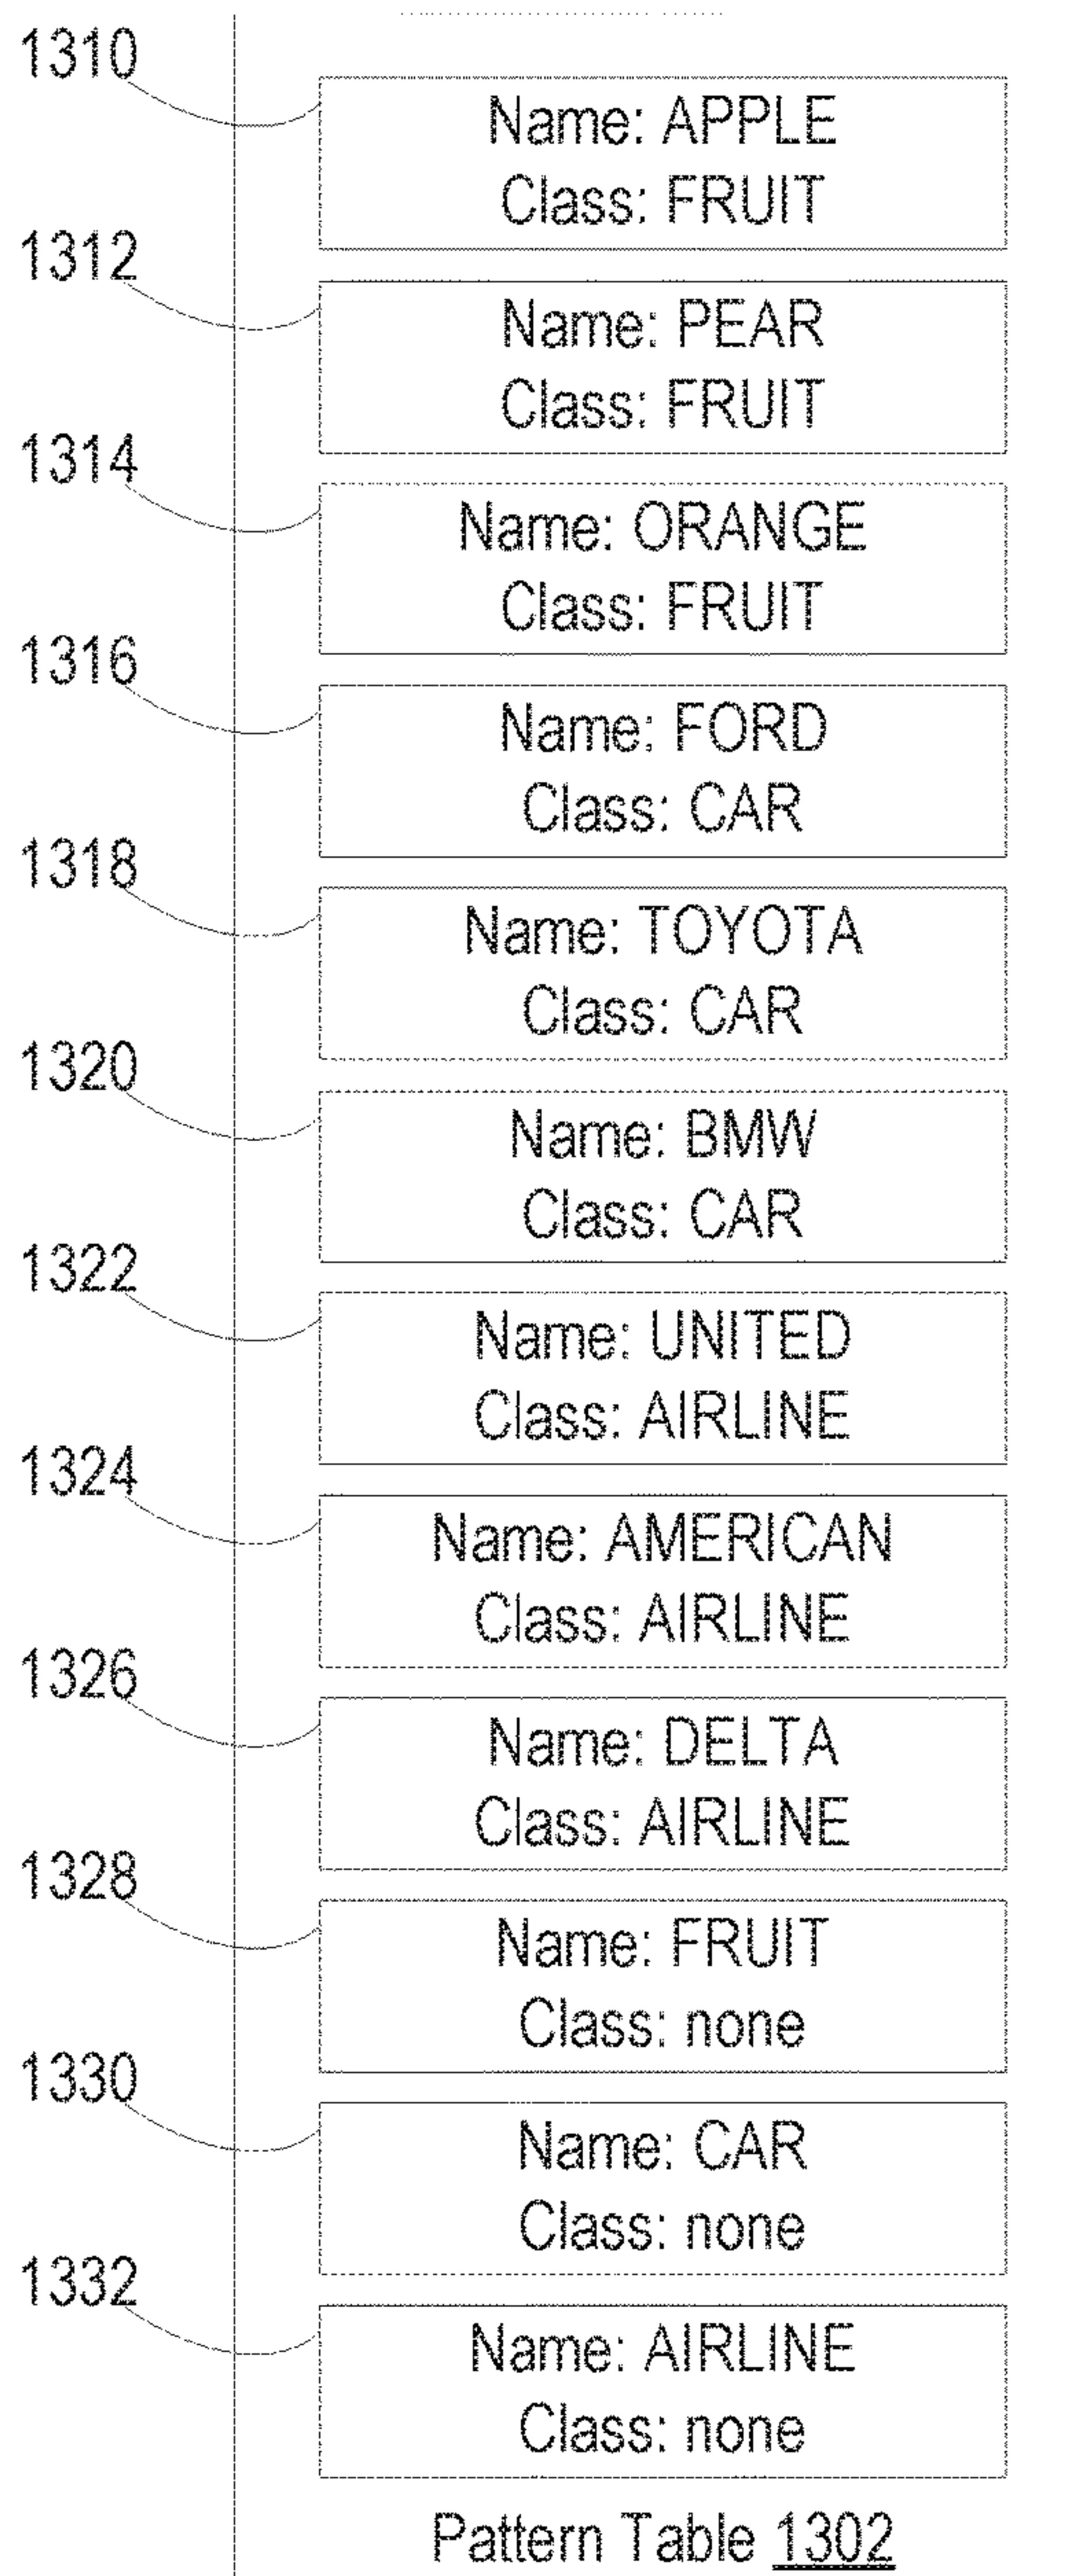 1310
Name: APPLE
Class: FRUIT
1312
Name: PEAR
Class: FRUIT
1314
Name: ORANGE
Class: FRUIT
1316
Name: FORD
Class: CAR
1318
Name: TOYOTA
Class: CAR
1320
Name: BMW
Class: CAR
1322
Name: UNITED
Class: AIRLINE
1324
Name: AMERICAN
Class: AIRLINE
1326
Name: DELTA
Class: AIRLINE
1328
Name: FRUIT
Class: none
1330
Name: CAR
Class: none
1332
Name: AIRLINE
Class: none
Pattern Table 1302